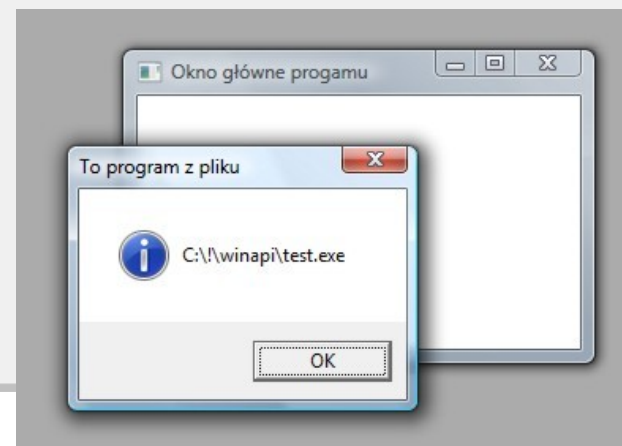 Okno główne progamu
To program z pliku
C:\!\winapi\test.exe
OK